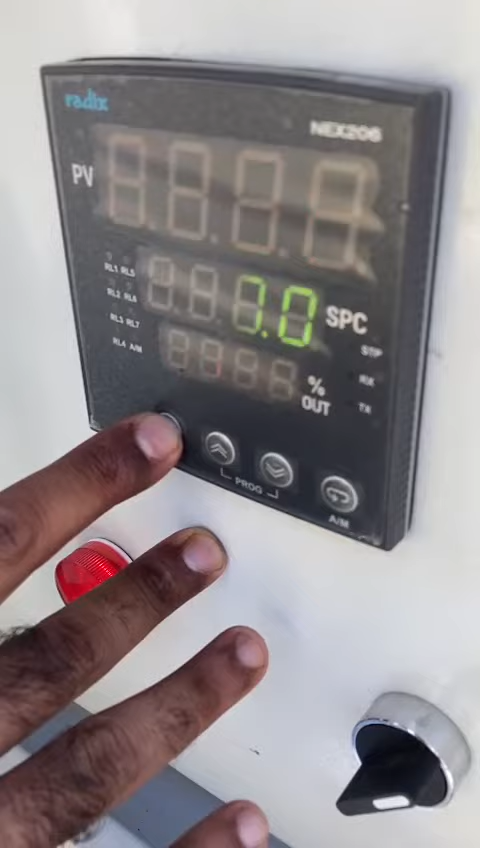 radix
NEX206
PV
RL1 RL5
RL2 RL6
RL3 RL7
RL4 A/M
7.0
SPC
STP
RX
TX
%
OUT
PROG
A/M